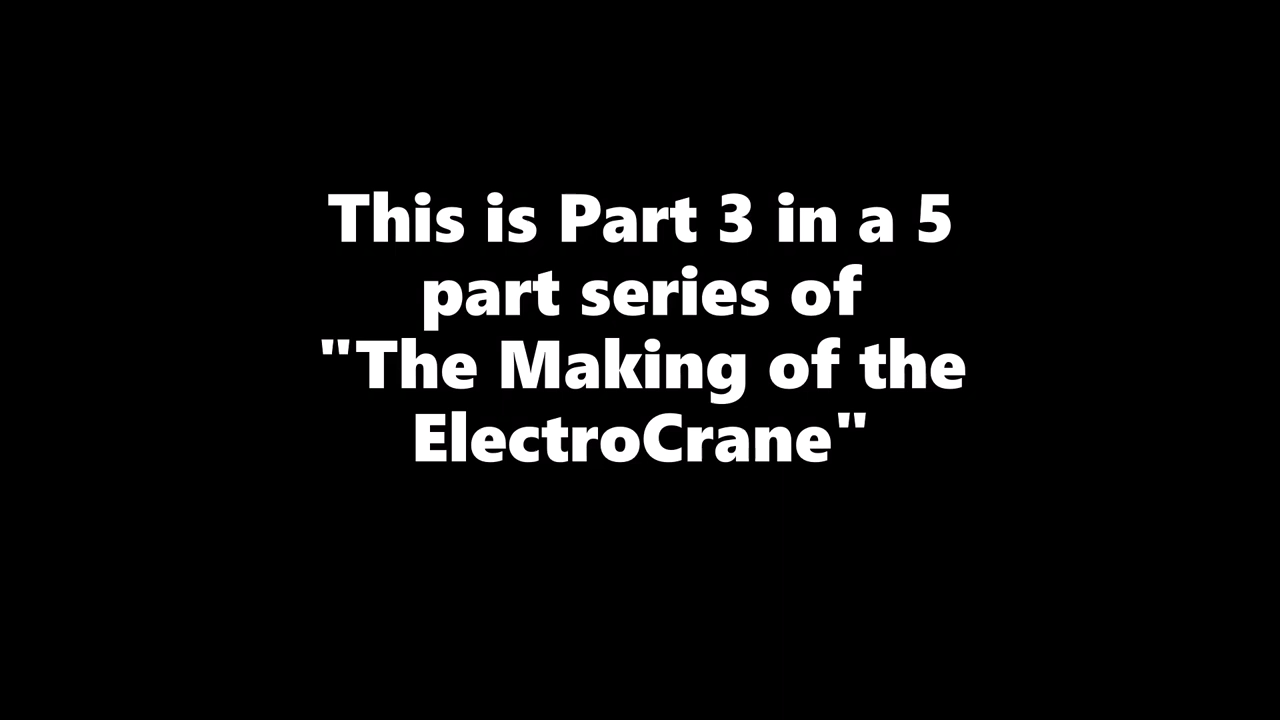 This is Part 3 in a 5
part series of
"The Making of the
ElectroCrane"